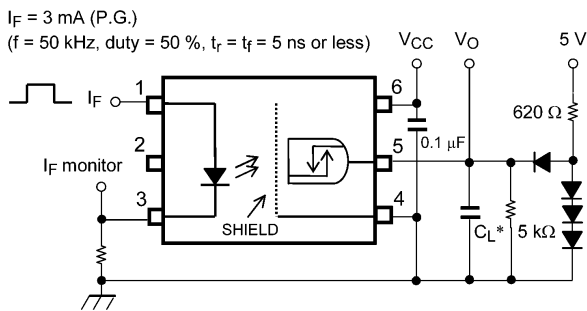 I_F = 3 mA (P.G.)
(f = 50 kHz, duty = 50 %, t_r = t_f = 5 ns or less)
V_CC V_O 5 V
1 6
I_F
620 Ω
0.1 µF
2 5
I_F monitor
3 4
SHIELD
C_L* 5 kΩ